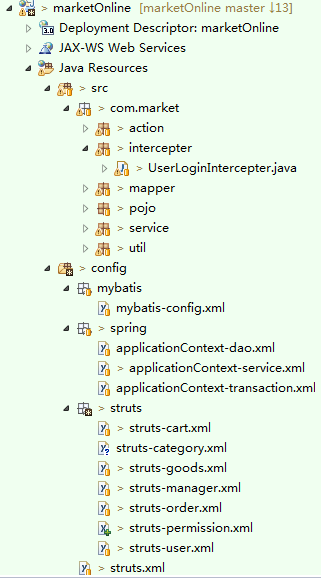 > marketOnline [marketOnline master ↓13]
Deployment Descriptor: marketOnline
JAX-WS Web Services
> Java Resources
> src
> com.market
> action
> intercepter
> UserLoginIntercepter.java
> mapper
> pojo
> service
> util
> config
mybatis
mybatis-config.xml
> spring
applicationContext-dao.xml
> applicationContext-service.xml
applicationContext-transaction.xml
> struts
> struts-cart.xml
struts-category.xml
> struts-goods.xml
> struts-manager.xml
> struts-order.xml
> struts-permission.xml
> struts-user.xml
> struts.xml